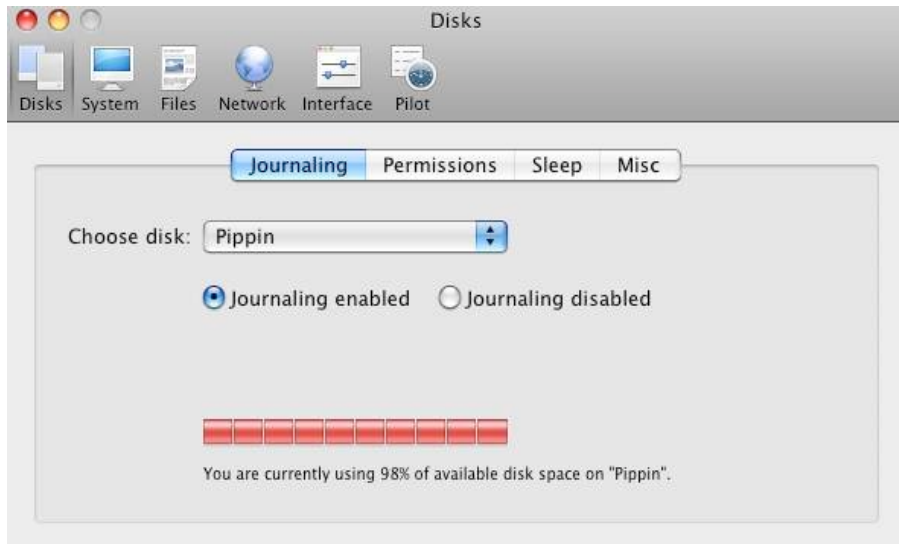 Disks
Disks System Files Network Interface Pilot
Journaling Permissions Sleep Misc
Choose disk: Pippin
Journaling enabled Journaling disabled
You are currently using 98% of available disk space on "Pippin".